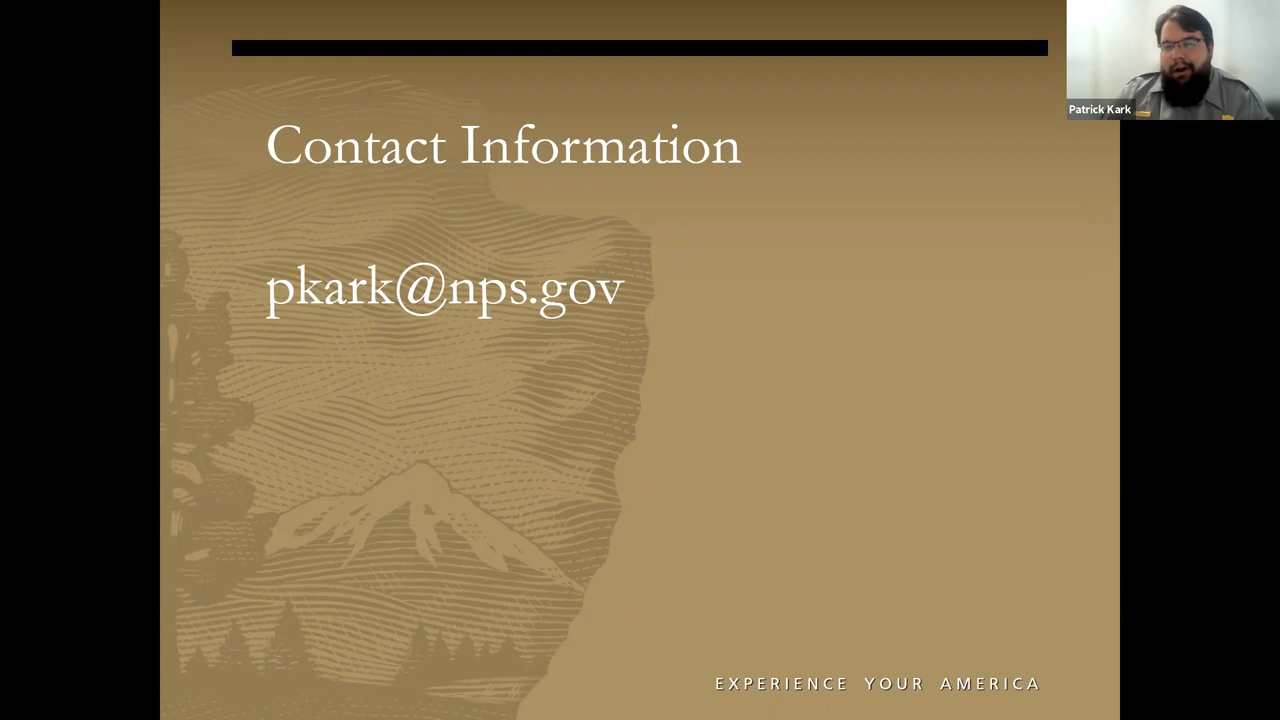 Patrick Kark
Contact Information
pkark@nps.gov
EXPERIENCE YOUR AMERICA